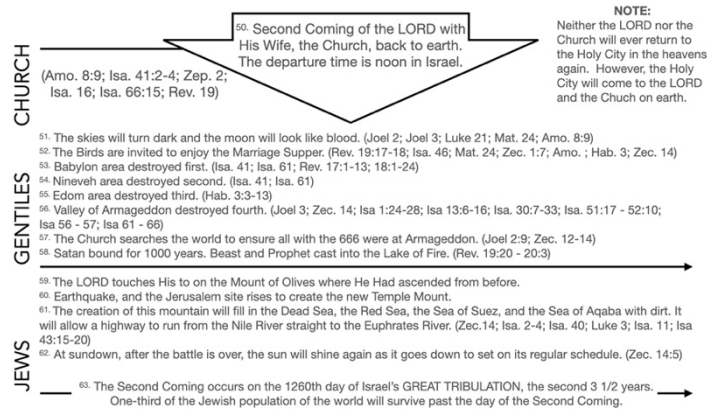 50. Second Coming of the LORD with
His Wife, the Church, back to earth.
The departure time is noon in Israel.
NOTE:
Neither the LORD nor the
Church will ever return to
the Holy City in the heavens
again. However, the Holy
City will come to the LORD
and the Chuch on earth.
CHURCH
(Amo. 8:9; Isa. 41:2-4; Zep. 2;
Isa. 16; Isa. 66:15; Rev. 19)
GENTILES
51. The skies will turn dark and the moon will look like blood. (Joel 2; Joel 3; Luke 21; Mat. 24; Amo. 8:9)
52. The Birds are invited to enjoy the Marriage Supper. (Rev. 19:17-18; Isa. 46; Mat. 24; Zec. 1:7; Amo. ; Hab. 3; Zec. 14)
53. Babylon area destroyed first. (Isa. 41; Isa. 61; Rev. 17:1-13; 18:1-24)
54. Nineveh area destroyed second. (Isa. 41; Isa. 61)
55. Edom area destroyed third. (Hab. 3:3-13)
56. Valley of Armageddon destroyed fourth. (Joel 3; Zec. 14; Isa 1:24-28; Isa 13:6-16; Isa. 30:7-33; Isa. 51:17 - 52:10;
Isa 56 - 57; Isa 61 - 66)
57. The Church searches the world to ensure all with the 666 were at Armageddon. (Joel 2:9; Zec. 12-14)
58. Satan bound for 1000 years. Beast and Prophet cast into the Lake of Fire. (Rev. 19:20 - 20:3)
JEWS
59. The LORD touches His to on the Mount of Olives where He Had ascended from before.
60. Earthquake, and the Jerusalem site rises to create the new Temple Mount.
61. The creation of this mountain will fill in the Dead Sea, the Red Sea, the Sea of Suez, and the Sea of Aqaba with dirt. It
will allow a highway to run from the Nile River straight to the Euphrates River. (Zec.14; Isa. 2-4; Isa. 40; Luke 3; Isa. 11; Isa
43:15-20)
62. At sundown, after the battle is over, the sun will shine again as it goes down to set on its regular schedule. (Zec. 14:5)
63. The Second Coming occurs on the 1260th day of Israel's GREAT TRIBULATION, the second 3 1/2 years.
One-third of the Jewish population of the world will survive past the day of the Second Coming.